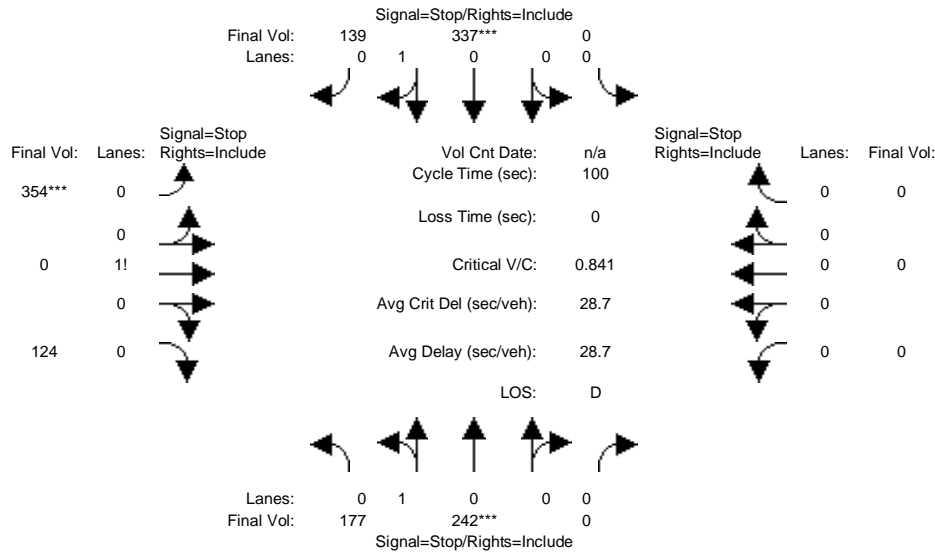 Signal=Stop/Rights=Include
Final Vol: 139 337*** 0
Lanes: 0 1 0 0 0
Signal=Stop Signal=Stop
Final Vol: Lanes: Rights=Include Vol Cnt Date: n/a Rights=Include Lanes: Final Vol:
Cycle Time (sec): 100
354*** 0 0 0
Loss Time (sec): 0
0 0
0 1! Critical V/C: 0.841 0 0
0 Avg Crit Del (sec/veh): 28.7 0
124 0 Avg Delay (sec/veh): 28.7 0 0
LOS: D
Lanes: 0 1 0 0 0
Final Vol: 177 242*** 0
Signal=Stop/Rights=Include